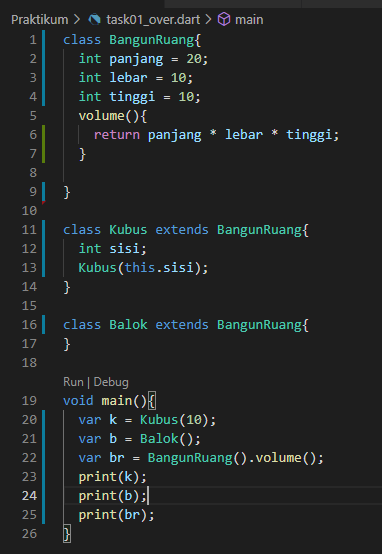 Praktikum > task01_over.dart > main
1 class BangunRuang{
2   int panjang = 20;
3   int lebar = 10;
4   int tinggi = 10;
5   volume(){
6     return panjang * lebar * tinggi;
7   }
8
9 }
10
11 class Kubus extends BangunRuang{
12   int sisi;
13   Kubus(this.sisi);
14 }
15
16 class Balok extends BangunRuang{
17 }
18
Run | Debug
19 void main(){
20   var k = Kubus(10);
21   var b = Balok();
22   var br = BangunRuang().volume();
23   print(k);
24   print(b);
25   print(br);
26 }